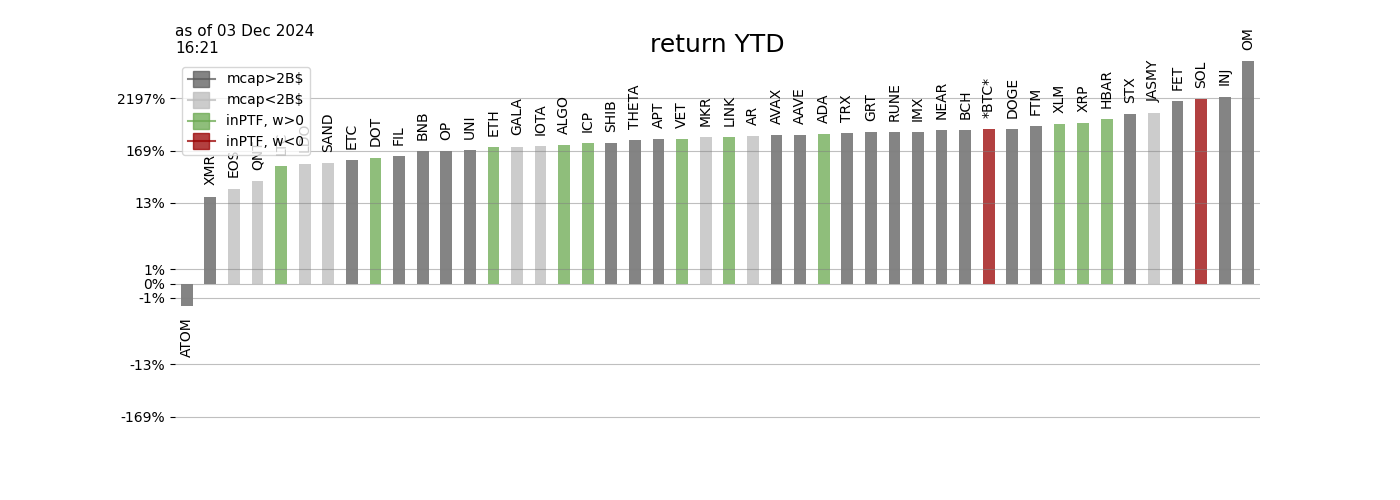 as of 03 Dec 2024
16:21
return YTD
mcap>2B$
mcap<2B$
inPTF, w>0
inPTF, w<0
2197%
169%
13%
1%
0%
-1%
-13%
-169%
ATOM
XMR
EOS
SAND
ETC
DOT
FIL
BNB
OP
UNI
ETH
GALA
IOTA
ALGO
ICP
SHIB
THETA
APT
VET
MKR
LINK
AR
AVAX
AAVE
ADA
TRX
GRT
RUNE
IMX
NEAR
BCH
*BTC*
DOGE
FTM
XLM
XRP
HBAR
STX
JASMY
FET
SOL
INJ
OM